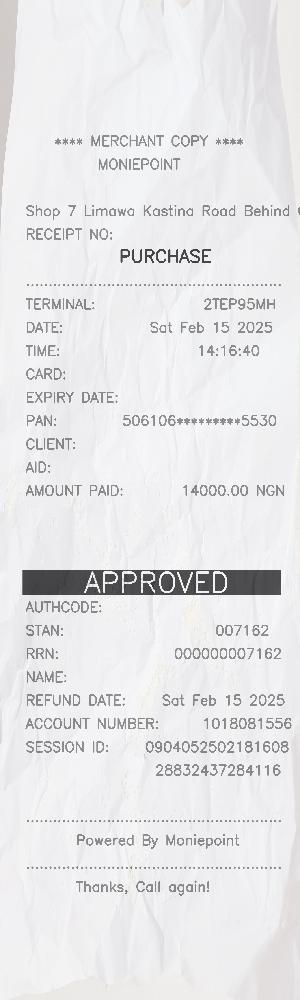 **** MERCHANT COPY ****
MONIEPOINT
Shop 7 Limawa Kastina Road Behind
RECEIPT NO:
PURCHASE
TERMINAL: 2TEP95MH
DATE: Sat Feb 15 2025
TIME: 14:16:40
CARD:
EXPIRY DATE:
PAN: 506106*********5530
CLIENT:
AID:
AMOUNT PAID: 14000.00 NGN
APPROVED
AUTHCODE:
STAN: 007162
RRN: 000000007162
NAME:
REFUND DATE: Sat Feb 15 2025
ACCOUNT NUMBER: 1018081556
SESSION ID: 0904052502181608
28832437284116
Powered By Moniepoint
Thanks, Call again!